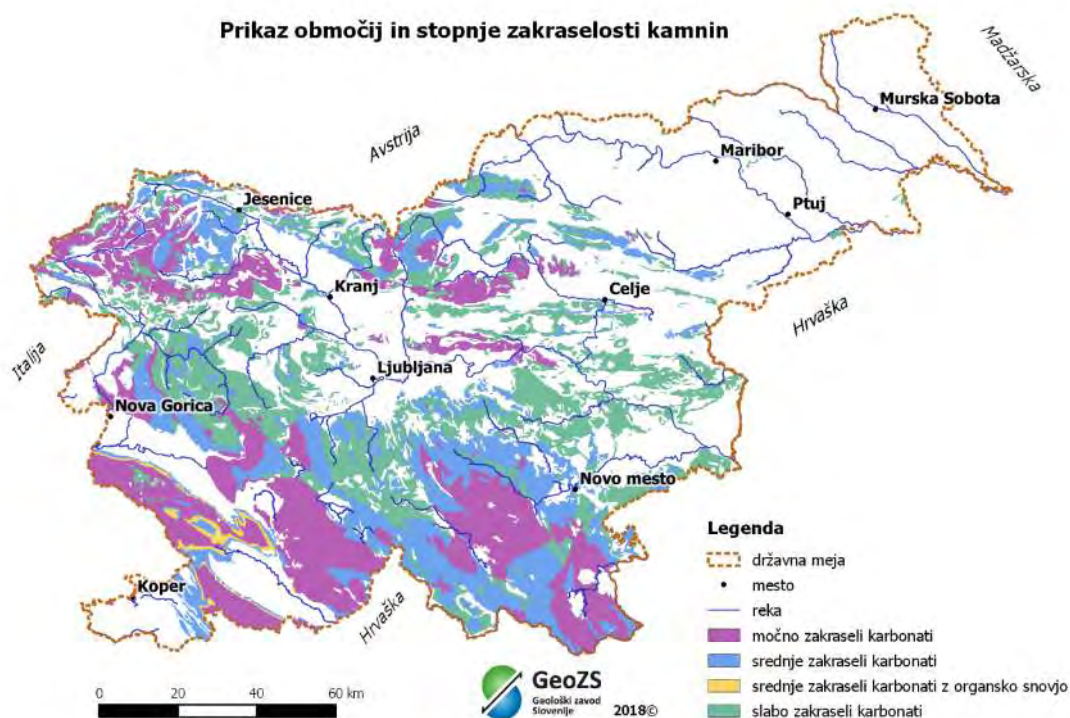 Prikaz območij in stopnje zakraselosti kamnin
Madžarska
Murska Sobota
Avstrija
Maribor
Jesenice
Ptuj
Kranj
Celje
Hrvaška
Italija
Ljubljana
Nova Gorica
Novo mesto
Koper
Hrvaška
Legenda
državna meja
mesto
reka
močno zakraseli karbonati
srednje zakraseli karbonati
srednje zakraseli karbonati z organsko snovjo
slabo zakraseli karbonati
0 20 40 60 km
GeoZS
Geološki zavod
Slovenije
2018©